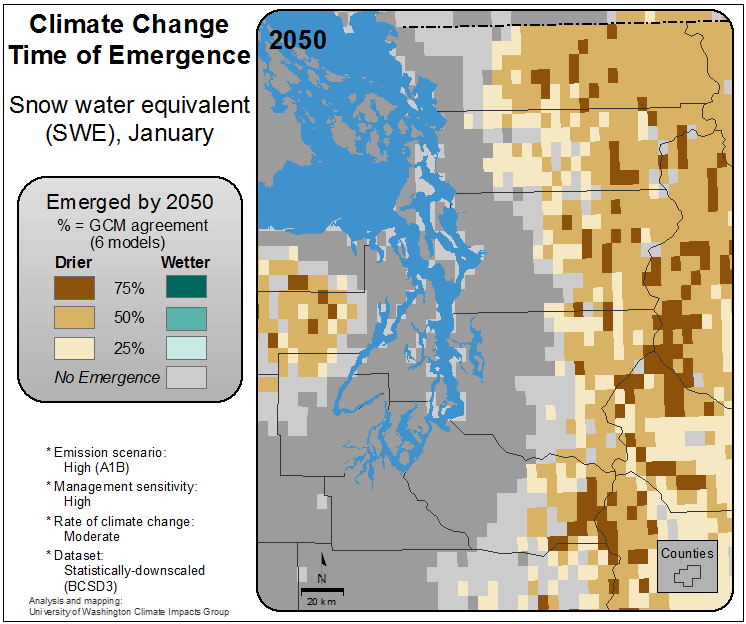 Climate Change
Time of Emergence
Snow water equivalent
(SWE), January
Emerged by 2050
% = GCM agreement
(6 models)
Drier Wetter
75%
50%
25%
No Emergence
* Emission scenario:
High (A1B)
* Management sensitivity:
High
* Rate of climate change:
Moderate
* Dataset:
Statistically-downscaled
(BCSD3)
Analysis and mapping:
University of Washington Climate Impacts Group
2050
N
20 km
Counties